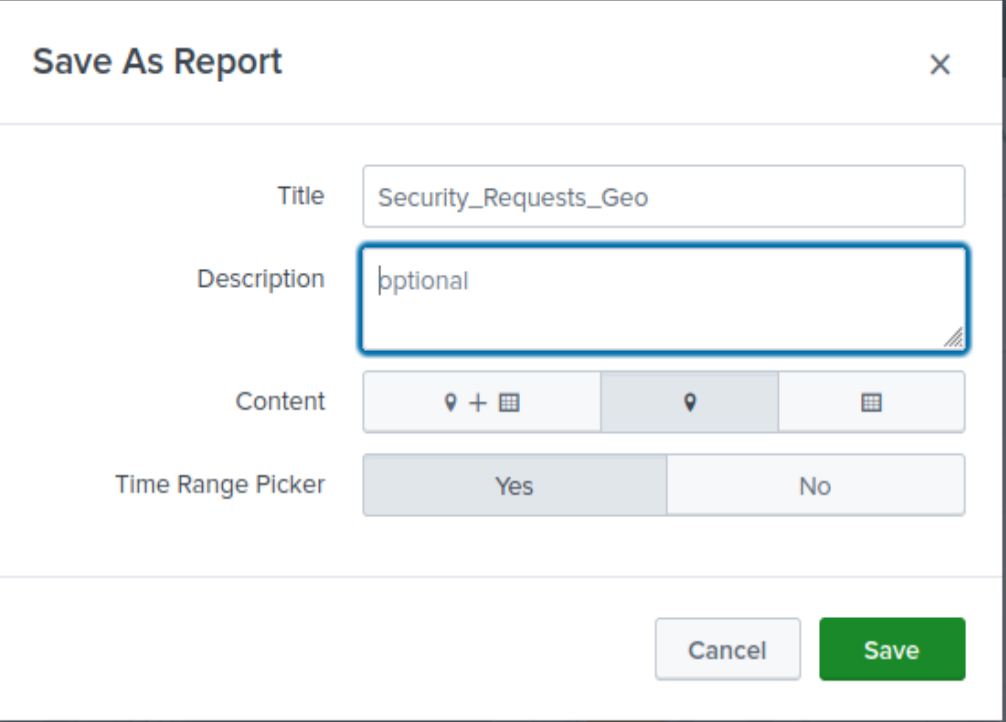 Save As Report
Title
Security_Requests_Geo
Description
optional
Content
+
Time Range Picker
Yes
No
Cancel
Save